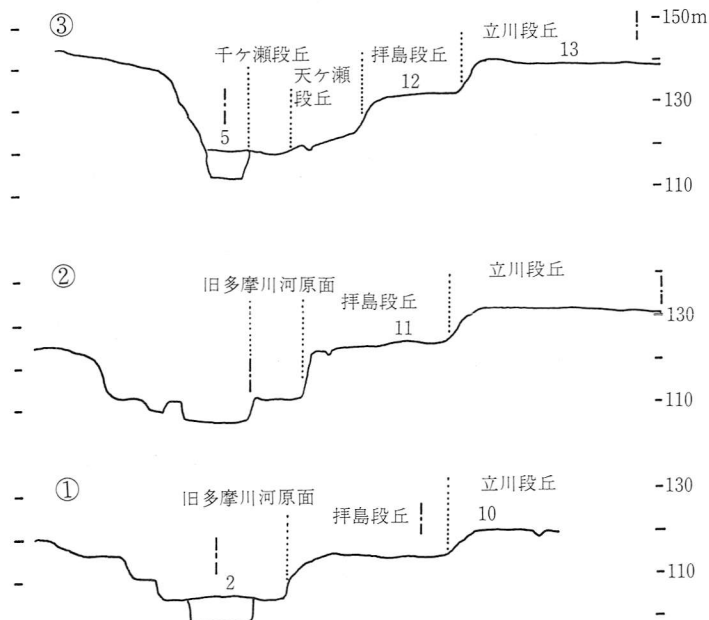 ③
立川段丘
-150m
千ケ瀬段丘
拝島段丘
13
天ケ瀬
段丘
12
-130
5
-110
②
立川段丘
旧多摩川河原面
拝島段丘
11
-130
-110
①
立川段丘
-130
旧多摩川河原面
拝島段丘
10
2
-110